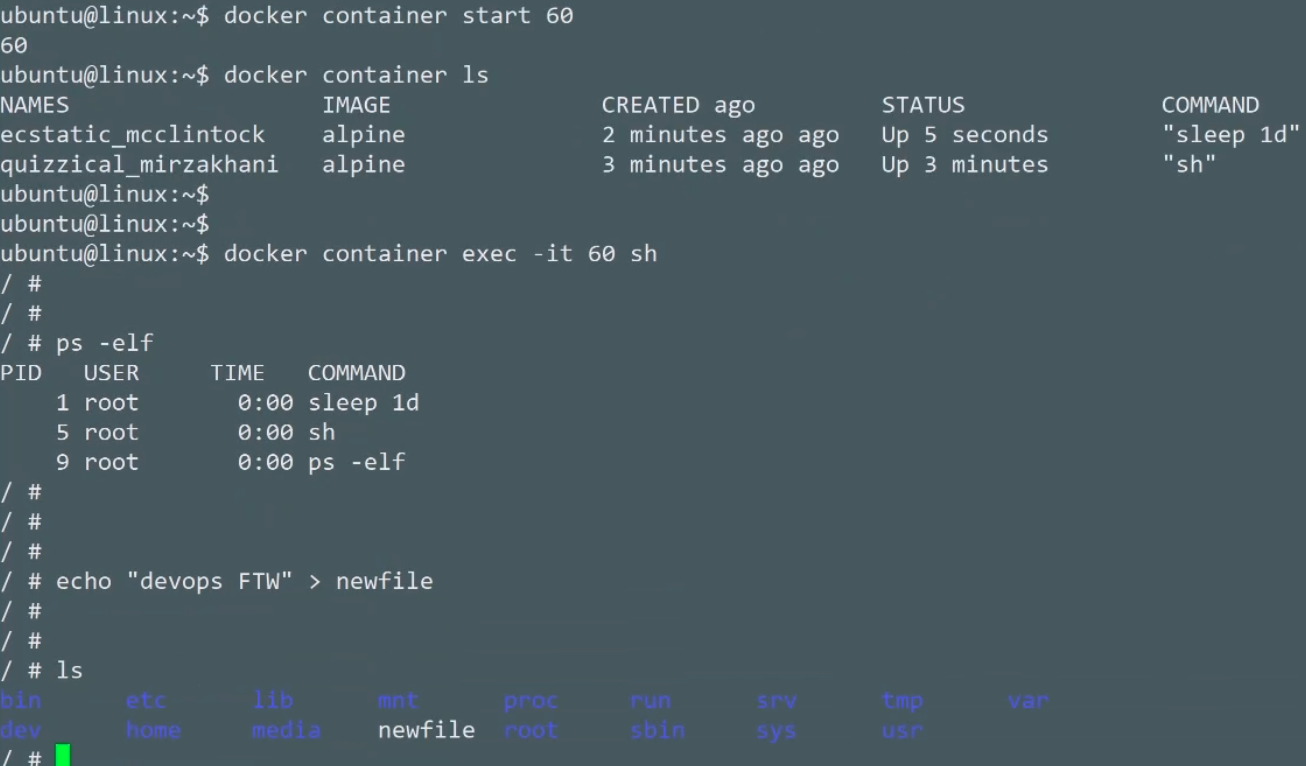 ubuntu@linux:~$ docker container start 60
60
ubuntu@linux:~$ docker container ls
NAMES                  IMAGE               CREATED ago         STATUS              COMMAND
ecstatic_mcclintock    alpine              2 minutes ago ago   Up 5 seconds        "sleep 1d"
quizzical_mirzakhani   alpine              3 minutes ago ago   Up 3 minutes        "sh"
ubuntu@linux:~$
ubuntu@linux:~$
ubuntu@linux:~$ docker container exec -it 60 sh
/ #
/ #
/ # ps -elf
PID   USER     TIME   COMMAND
    1 root       0:00 sleep 1d
    5 root       0:00 sh
    9 root       0:00 ps -elf
/ #
/ #
/ #
/ # echo "devops FTW" > newfile
/ #
/ #
/ # ls
bin      etc      lib      mnt      proc     run      srv      tmp      var
dev      home     media    newfile  root     sbin     sys      usr
/ #